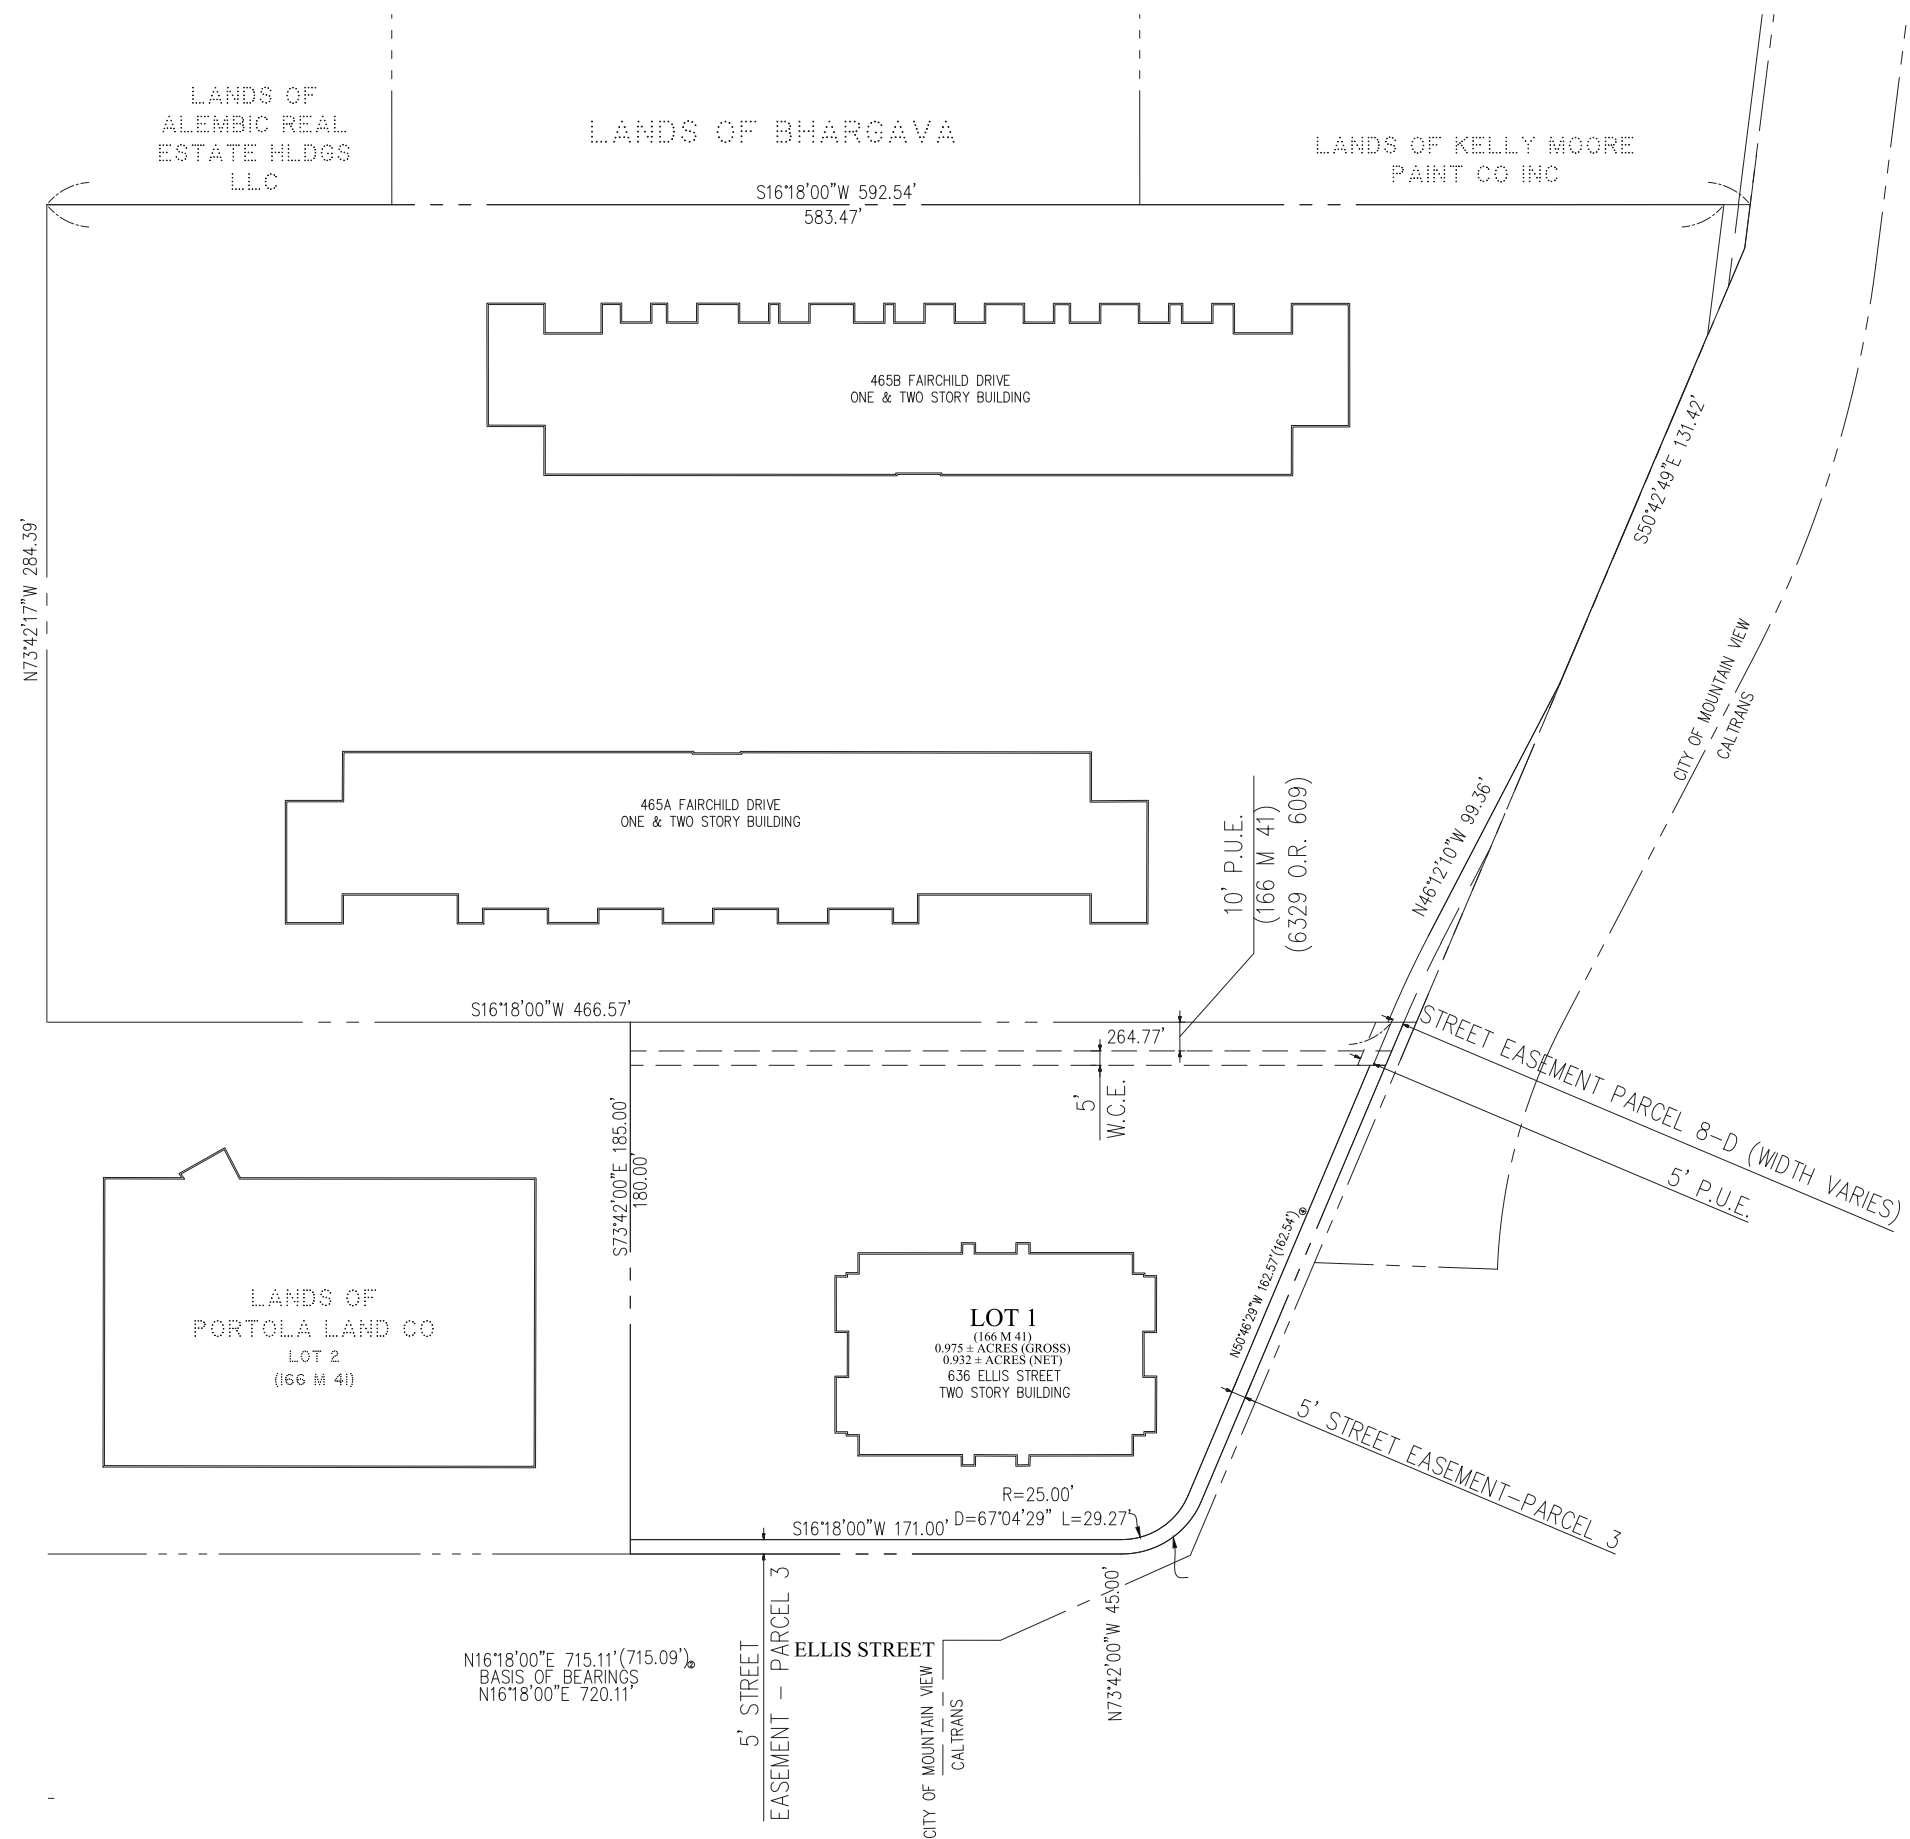 LANDS OF
ALEMBIC REAL
ESTATE HLDGS
LLC
LANDS OF BHARGAVA
LANDS OF KELLY MOORE
PAINT CO INC
S16°18'00"W 592.54'
583.47'
465B FAIRCHILD DRIVE
ONE & TWO STORY BUILDING
S50°42'49"E 131.42'
N73°42'17"W 284.39'
CITY OF MOUNTAIN VIEW
CALTRANS
465A FAIRCHILD DRIVE
ONE & TWO STORY BUILDING
10' P.U.E.
(166 M 41)
(6329 O.R. 609)
N46°12'10"W 99.36'
S16°18'00"W 466.57'
264.77'
STREET EASEMENT PARCEL 8-D (WIDTH VARIES)
5' P.U.E.
5'
W.C.E.
S73°42'00"E 185.00'
180.00'
N50°46'29"W 162.57'(162.54')
LANDS OF
PORTOLA LAND CO
LOT 2
(166 M 41)
LOT 1
(166 M 41)
0.975 ± ACRES (GROSS)
0.932 ± ACRES (NET)
636 ELLIS STREET
TWO STORY BUILDING
5' STREET EASEMENT-PARCEL 3
R=25.00'
D=67°04'29" L=29.27'
S16°18'00"W 171.00'
5' STREET
EASEMENT - PARCEL 3
ELLIS STREET
N73°42'00"W 45.00'
N16°18'00"E 715.11'(715.09')
BASIS OF BEARINGS
N16°18'00"E 720.11'
CITY OF MOUNTAIN VIEW
CALTRANS